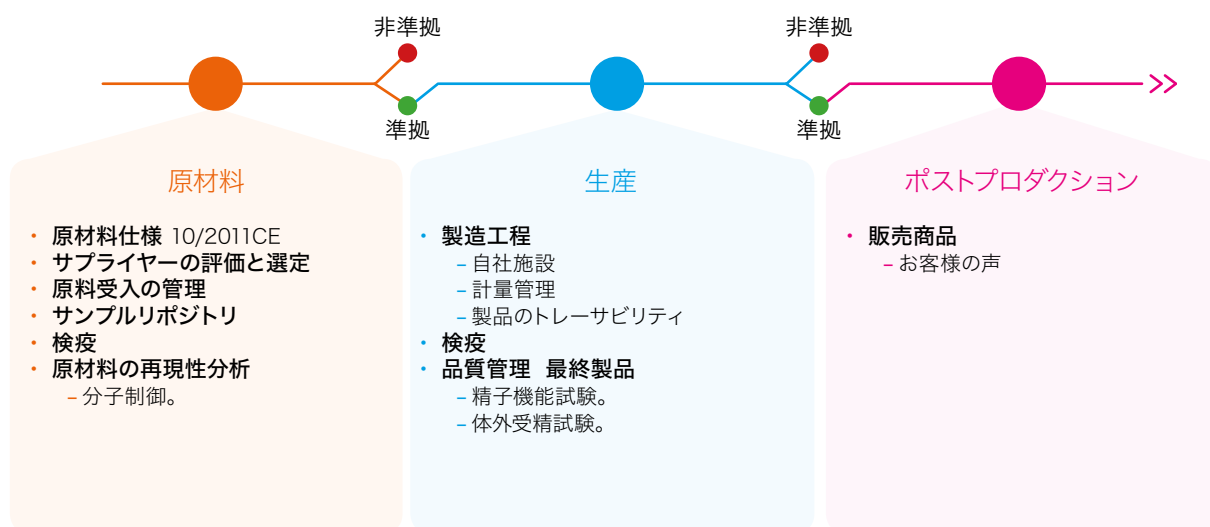 非準拠
準拠
非準拠
準拠
原材料
・ 原材料仕様 10/2011CE
・ サプライヤーの評価と選定
・ 原料受入の管理
・ サンプルリポジトリ
・ 検疫
・ 原材料の再現性分析
– 分子制御。
生産
・ 製造工程
– 自社施設
– 計量管理
– 製品のトレーサビリティ
・ 検疫
・ 品質管理 最終製品
– 精子機能試験。
– 体外受精試験。
ポストプロダクション
・ 販売商品
– お客様の声